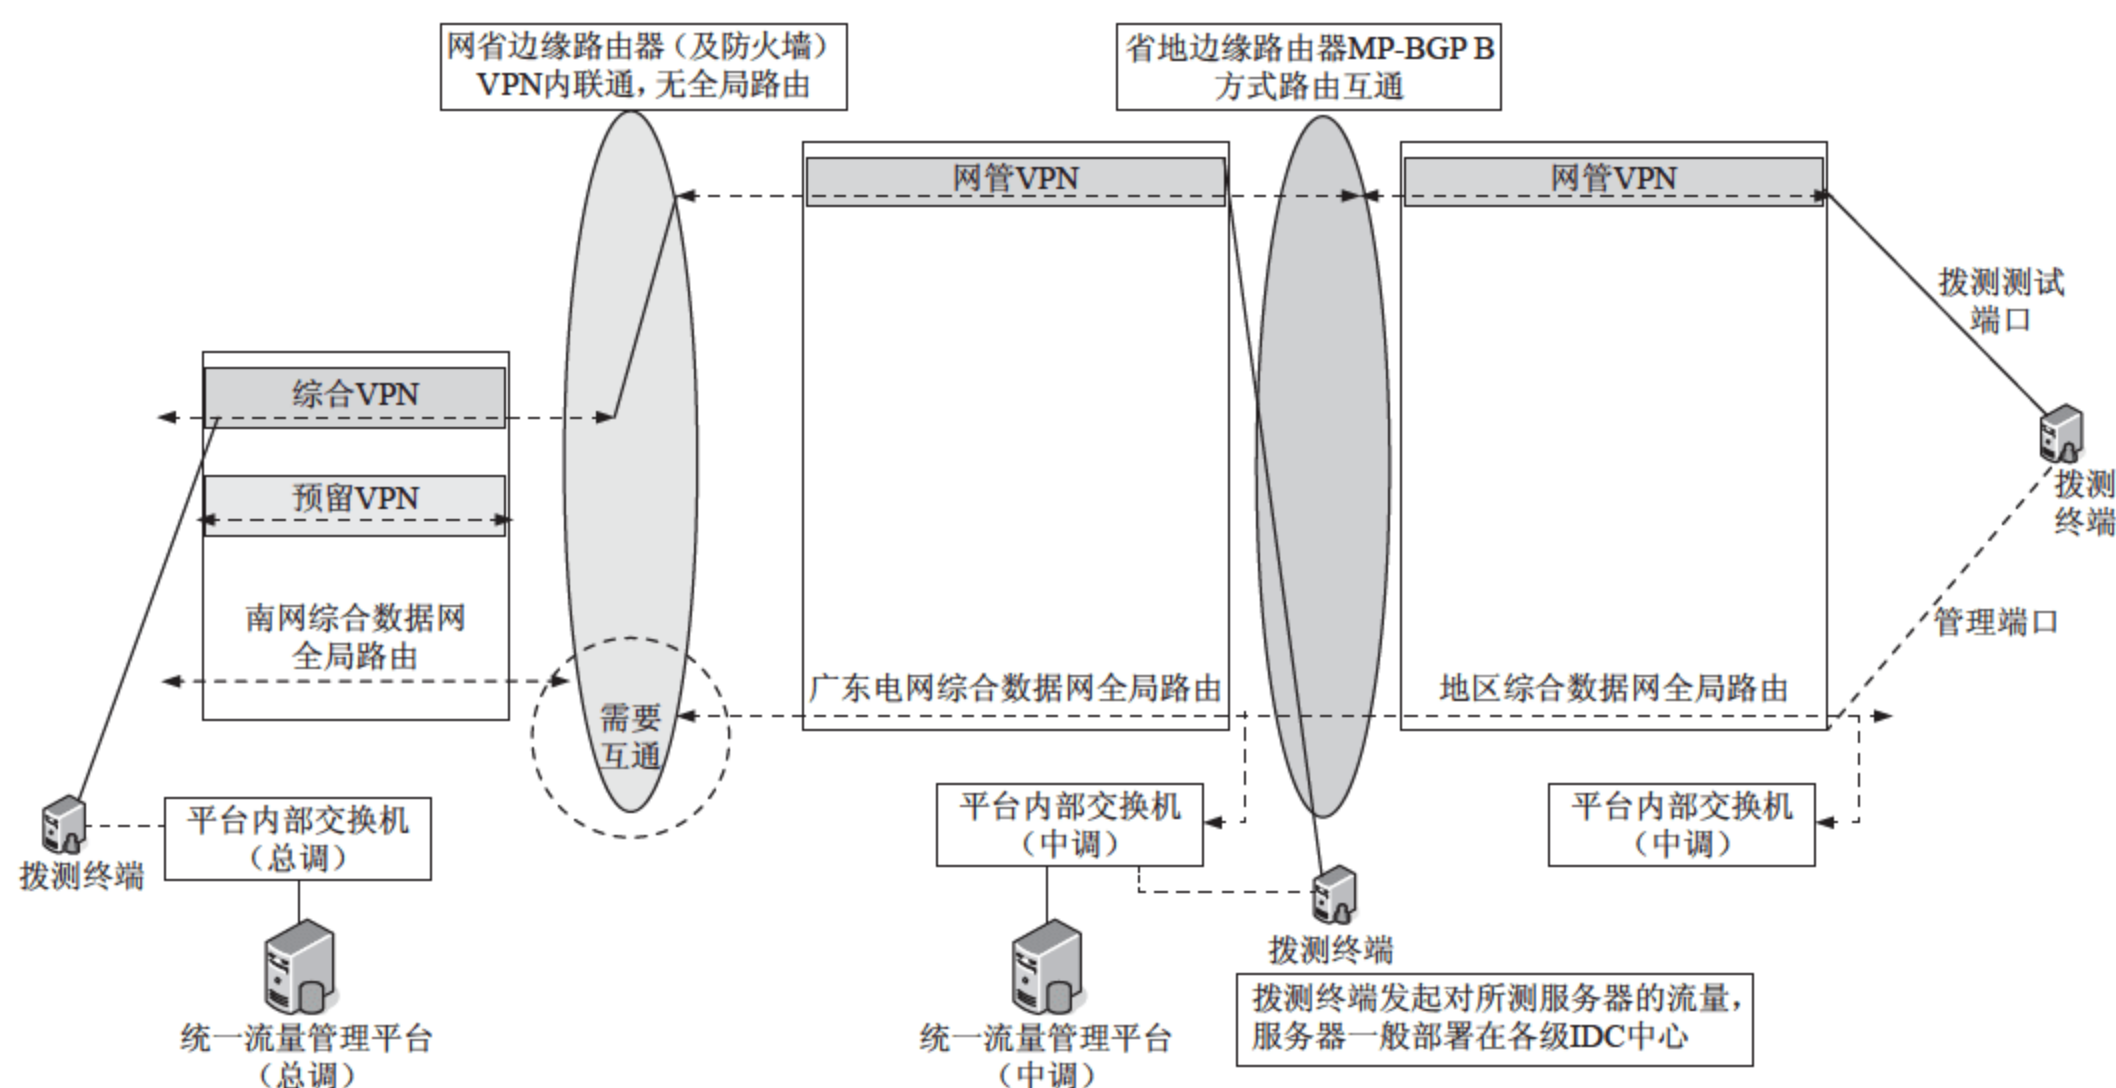 网省边缘路由器（及防火墙）
VPN内联通，无全局路由
省地边缘路由器MP-BGP B
方式路由互通
网管VPN
网管VPN
拨测测试
端口
综合VPN
预留VPN
拨测
终端
南网综合数据网
全局路由
管理端口
需要
互通
广东电网综合数据网全局路由
地区综合数据网全局路由
平台内部交换机
（总调）
平台内部交换机
（中调）
平台内部交换机
（中调）
拨测终端
拨测终端
统一流量管理平台
（总调）
统一流量管理平台
（中调）
拨测终端发起对所测服务器的流量，
服务器一般部署在各级IDC中心